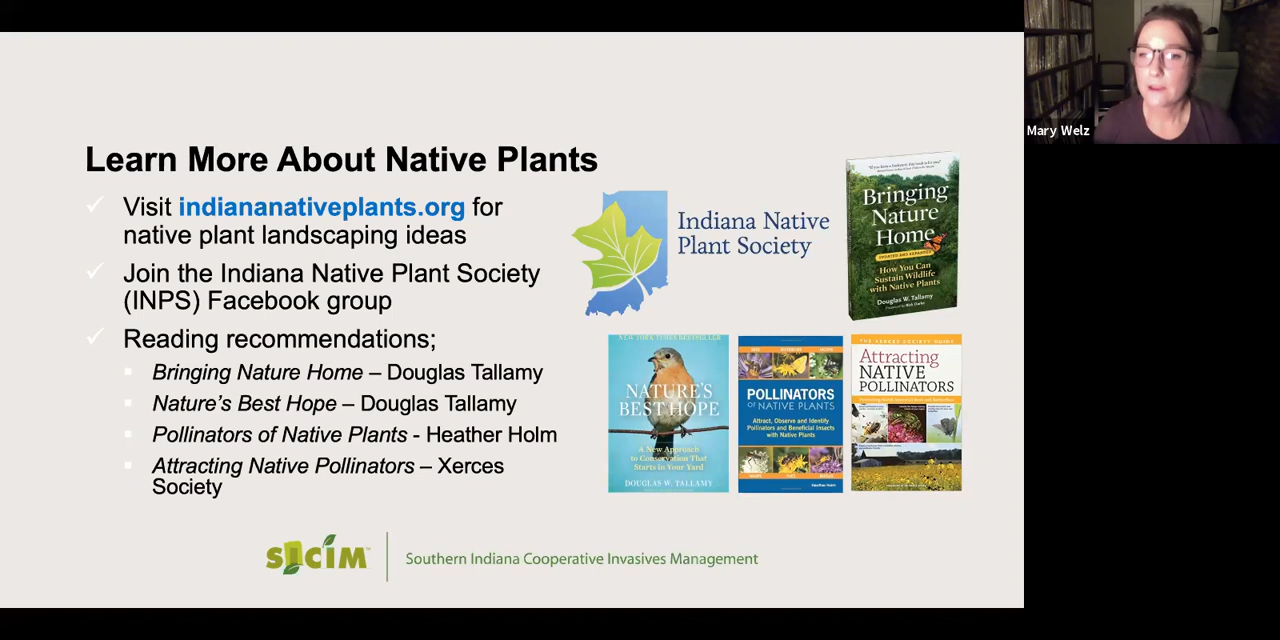 Learn More About Native Plants
Visit indiananativeplants.org for
native plant landscaping ideas
Join the Indiana Native Plant Society
(INPS) Facebook group
Reading recommendations;
Bringing Nature Home – Douglas Tallamy
Nature's Best Hope – Douglas Tallamy
Pollinators of Native Plants - Heather Holm
Attracting Native Pollinators – Xerces
Society
Indiana Native
Plant Society
Bringing
Nature
Home
UPDATED AND EXPANDED
How You Can
Sustain Wildlife
with Native Plants
Douglas W. Tallamy
NEW YORK TIMES BESTSELLER
NATURE'S
BEST HOPE
A New Approach
to Conservation That
Starts in Your Yard
DOUGLAS W. TALLAMY
POLLINATORS
OF NATIVE PLANTS
Attract, Observe and Identify
Pollinators and Beneficial Insects
with Native Plants
Heather Holm
THE XERCES SOCIETY GUIDE
Attracting
NATIVE
POLLINATORS
SICIM™
Southern Indiana Cooperative Invasives Management
Mary Welz